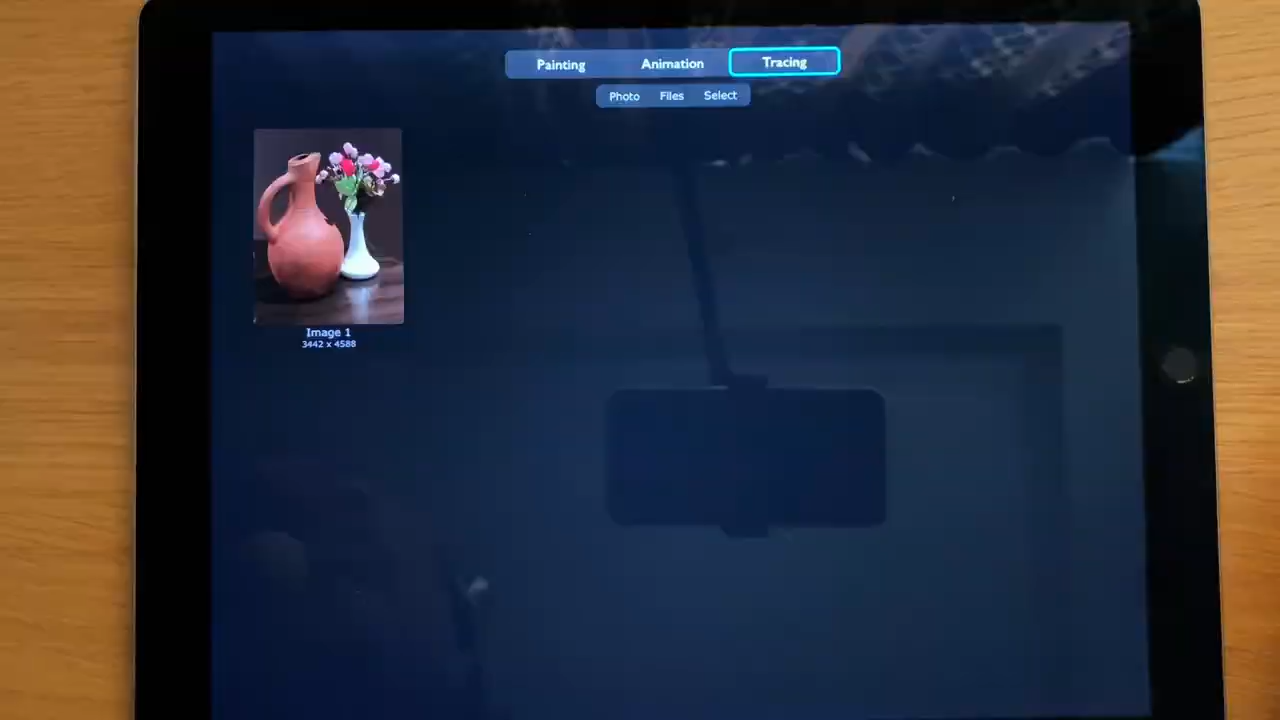 Painting Animation Tracing
Photo Files Select
Image 1
3442 x 4588